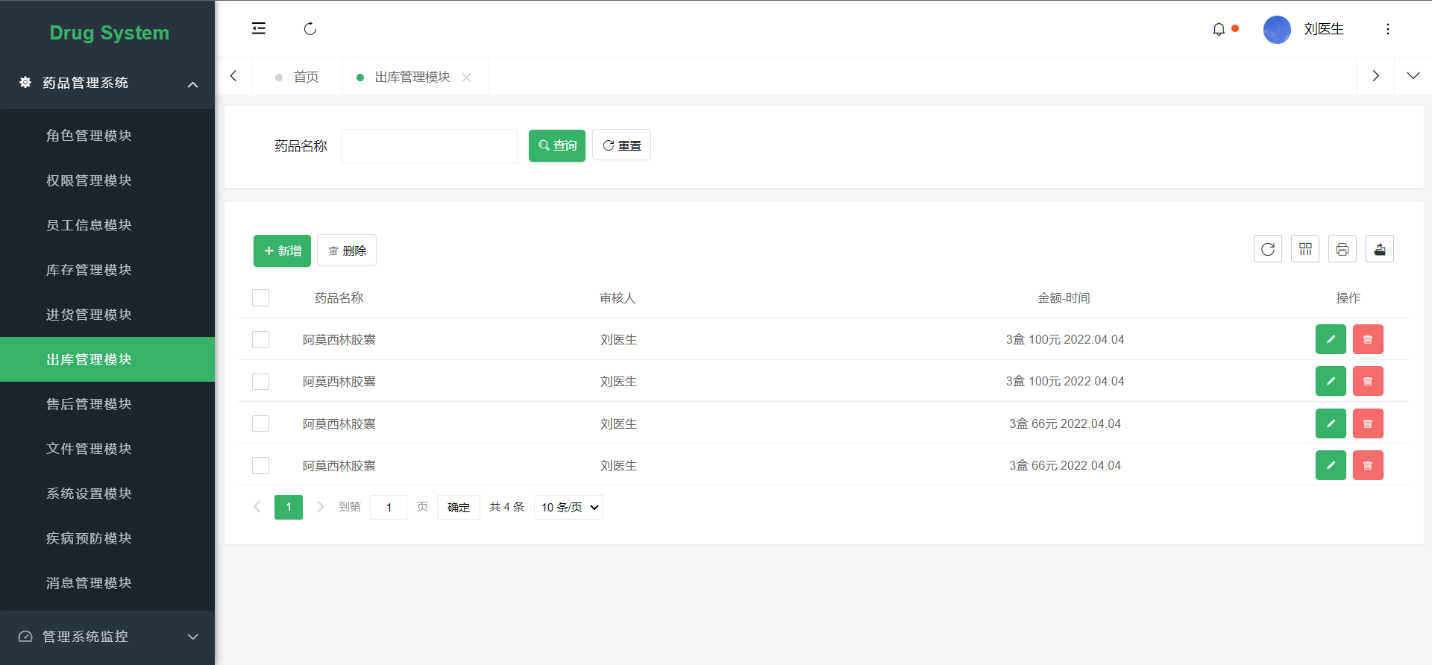 Drug System
刘医生
药品管理系统
首页
出库管理模块
角色管理模块
权限管理模块
员工信息模块
库存管理模块
进货管理模块
出库管理模块
售后管理模块
文件管理模块
系统设置模块
疾病预防模块
消息管理模块
管理系统监控
药品名称
查询
重置
新增
删除
药品名称 审核人 金额-时间 操作
阿莫西林胶囊 刘医生 3盒 100元 2022.04.04
阿莫西林胶囊 刘医生 3盒 100元 2022.04.04
阿莫西林胶囊 刘医生 3盒 66元 2022.04.04
阿莫西林胶囊 刘医生 3盒 66元 2022.04.04
1 到第 1 页 确定 共 4 条 10 条/页